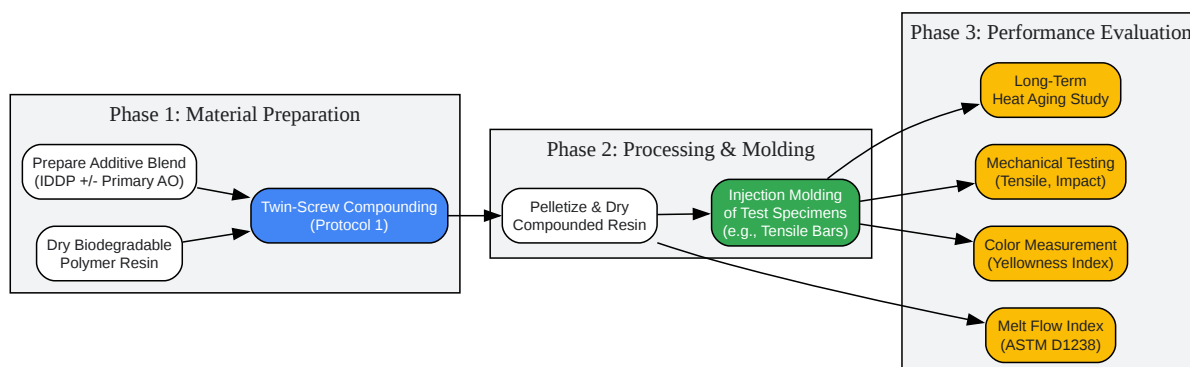 Phase 1: Material Preparation
Prepare Additive Blend
(IDDP +/- Primary AO)
Dry Biodegradable
Polymer Resin
Twin-Screw Compounding
(Protocol 1)
Phase 2: Processing & Molding
Pelletize & Dry
Compounded Resin
Injection Molding
of Test Specimens
(e.g., Tensile Bars)
Phase 3: Performance Evaluation
Long-Term
Heat Aging Study
Mechanical Testing
(Tensile, Impact)
Color Measurement
(Yellowness Index)
Melt Flow Index
(ASTM D1238)